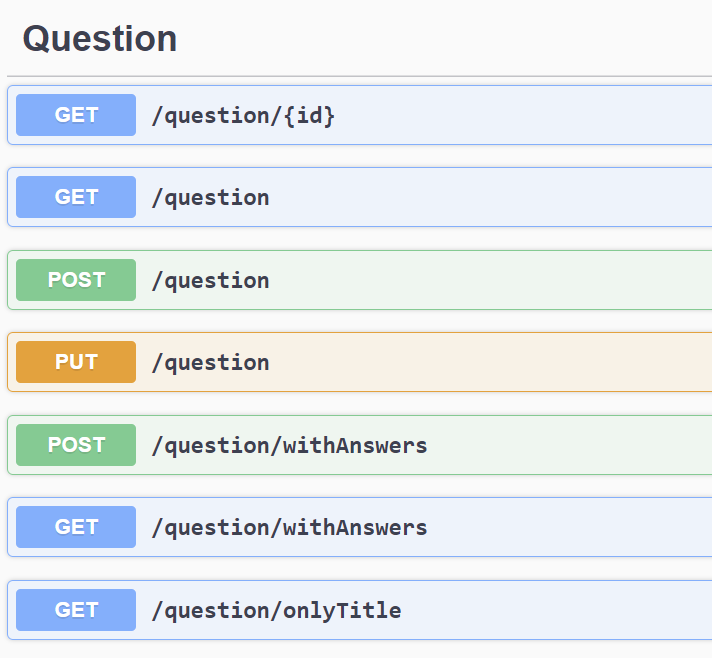 Question
GET /question/{id}
GET /question
POST /question
PUT /question
POST /question/withAnswers
GET /question/withAnswers
GET /question/onlyTitle